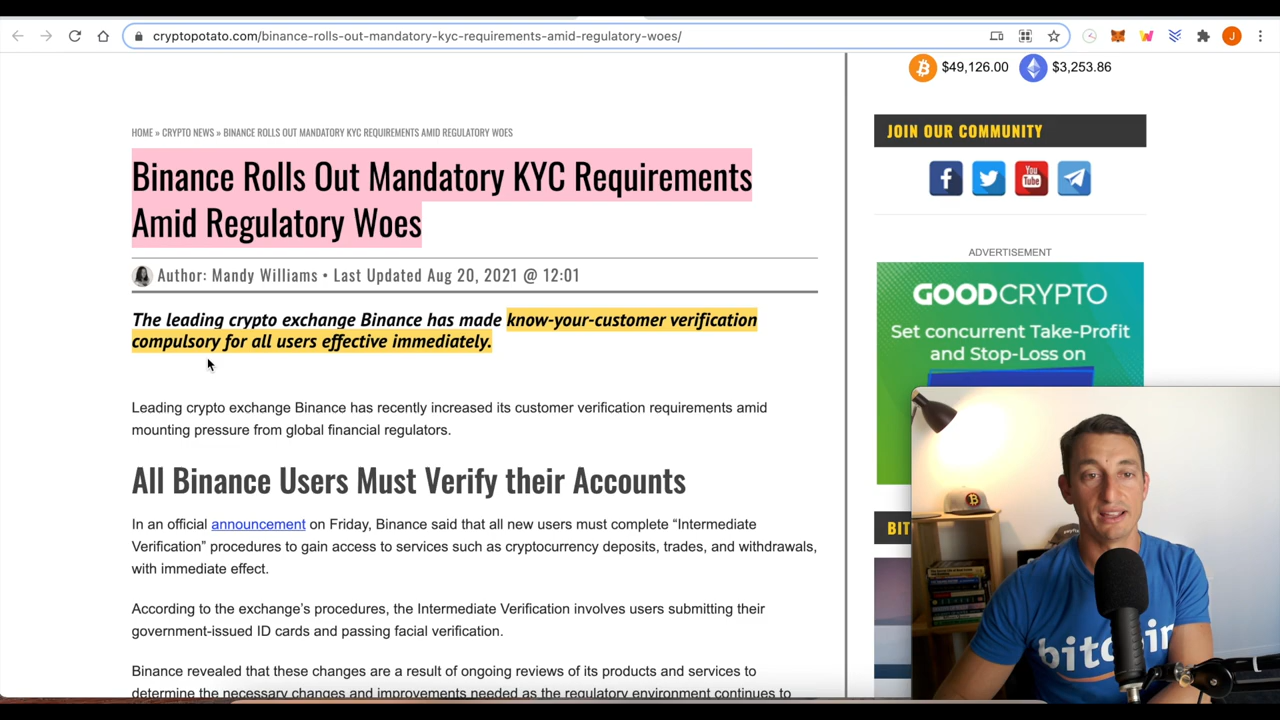 cryptopotato.com/binance-rolls-out-mandatory-kyc-requirements-amid-regulatory-woes/
J
$49,126.00 $3,253.86
HOME » CRYPTO NEWS » BINANCE ROLLS OUT MANDATORY KYC REQUIREMENTS AMID REGULATORY WOES
Binance Rolls Out Mandatory KYC Requirements
Amid Regulatory Woes
Author: Mandy Williams • Last Updated Aug 20, 2021 @ 12:01
The leading crypto exchange Binance has made know-your-customer verification
compulsory for all users effective immediately.
Leading crypto exchange Binance has recently increased its customer verification requirements amid
mounting pressure from global financial regulators.
All Binance Users Must Verify their Accounts
In an official announcement on Friday, Binance said that all new users must complete “Intermediate
Verification” procedures to gain access to services such as cryptocurrency deposits, trades, and withdrawals,
with immediate effect.
According to the exchange’s procedures, the Intermediate Verification involves users submitting their
government-issued ID cards and passing facial verification.
Binance revealed that these changes are a result of ongoing reviews of its products and services to
determine the necessary changes and improvements needed as the regulatory environment continues to
JOIN OUR COMMUNITY
You
Tube
ADVERTISEMENT
GOODCRYPTO
Set concurrent Take-Profit
and Stop-Loss on
BIT
bitcoin